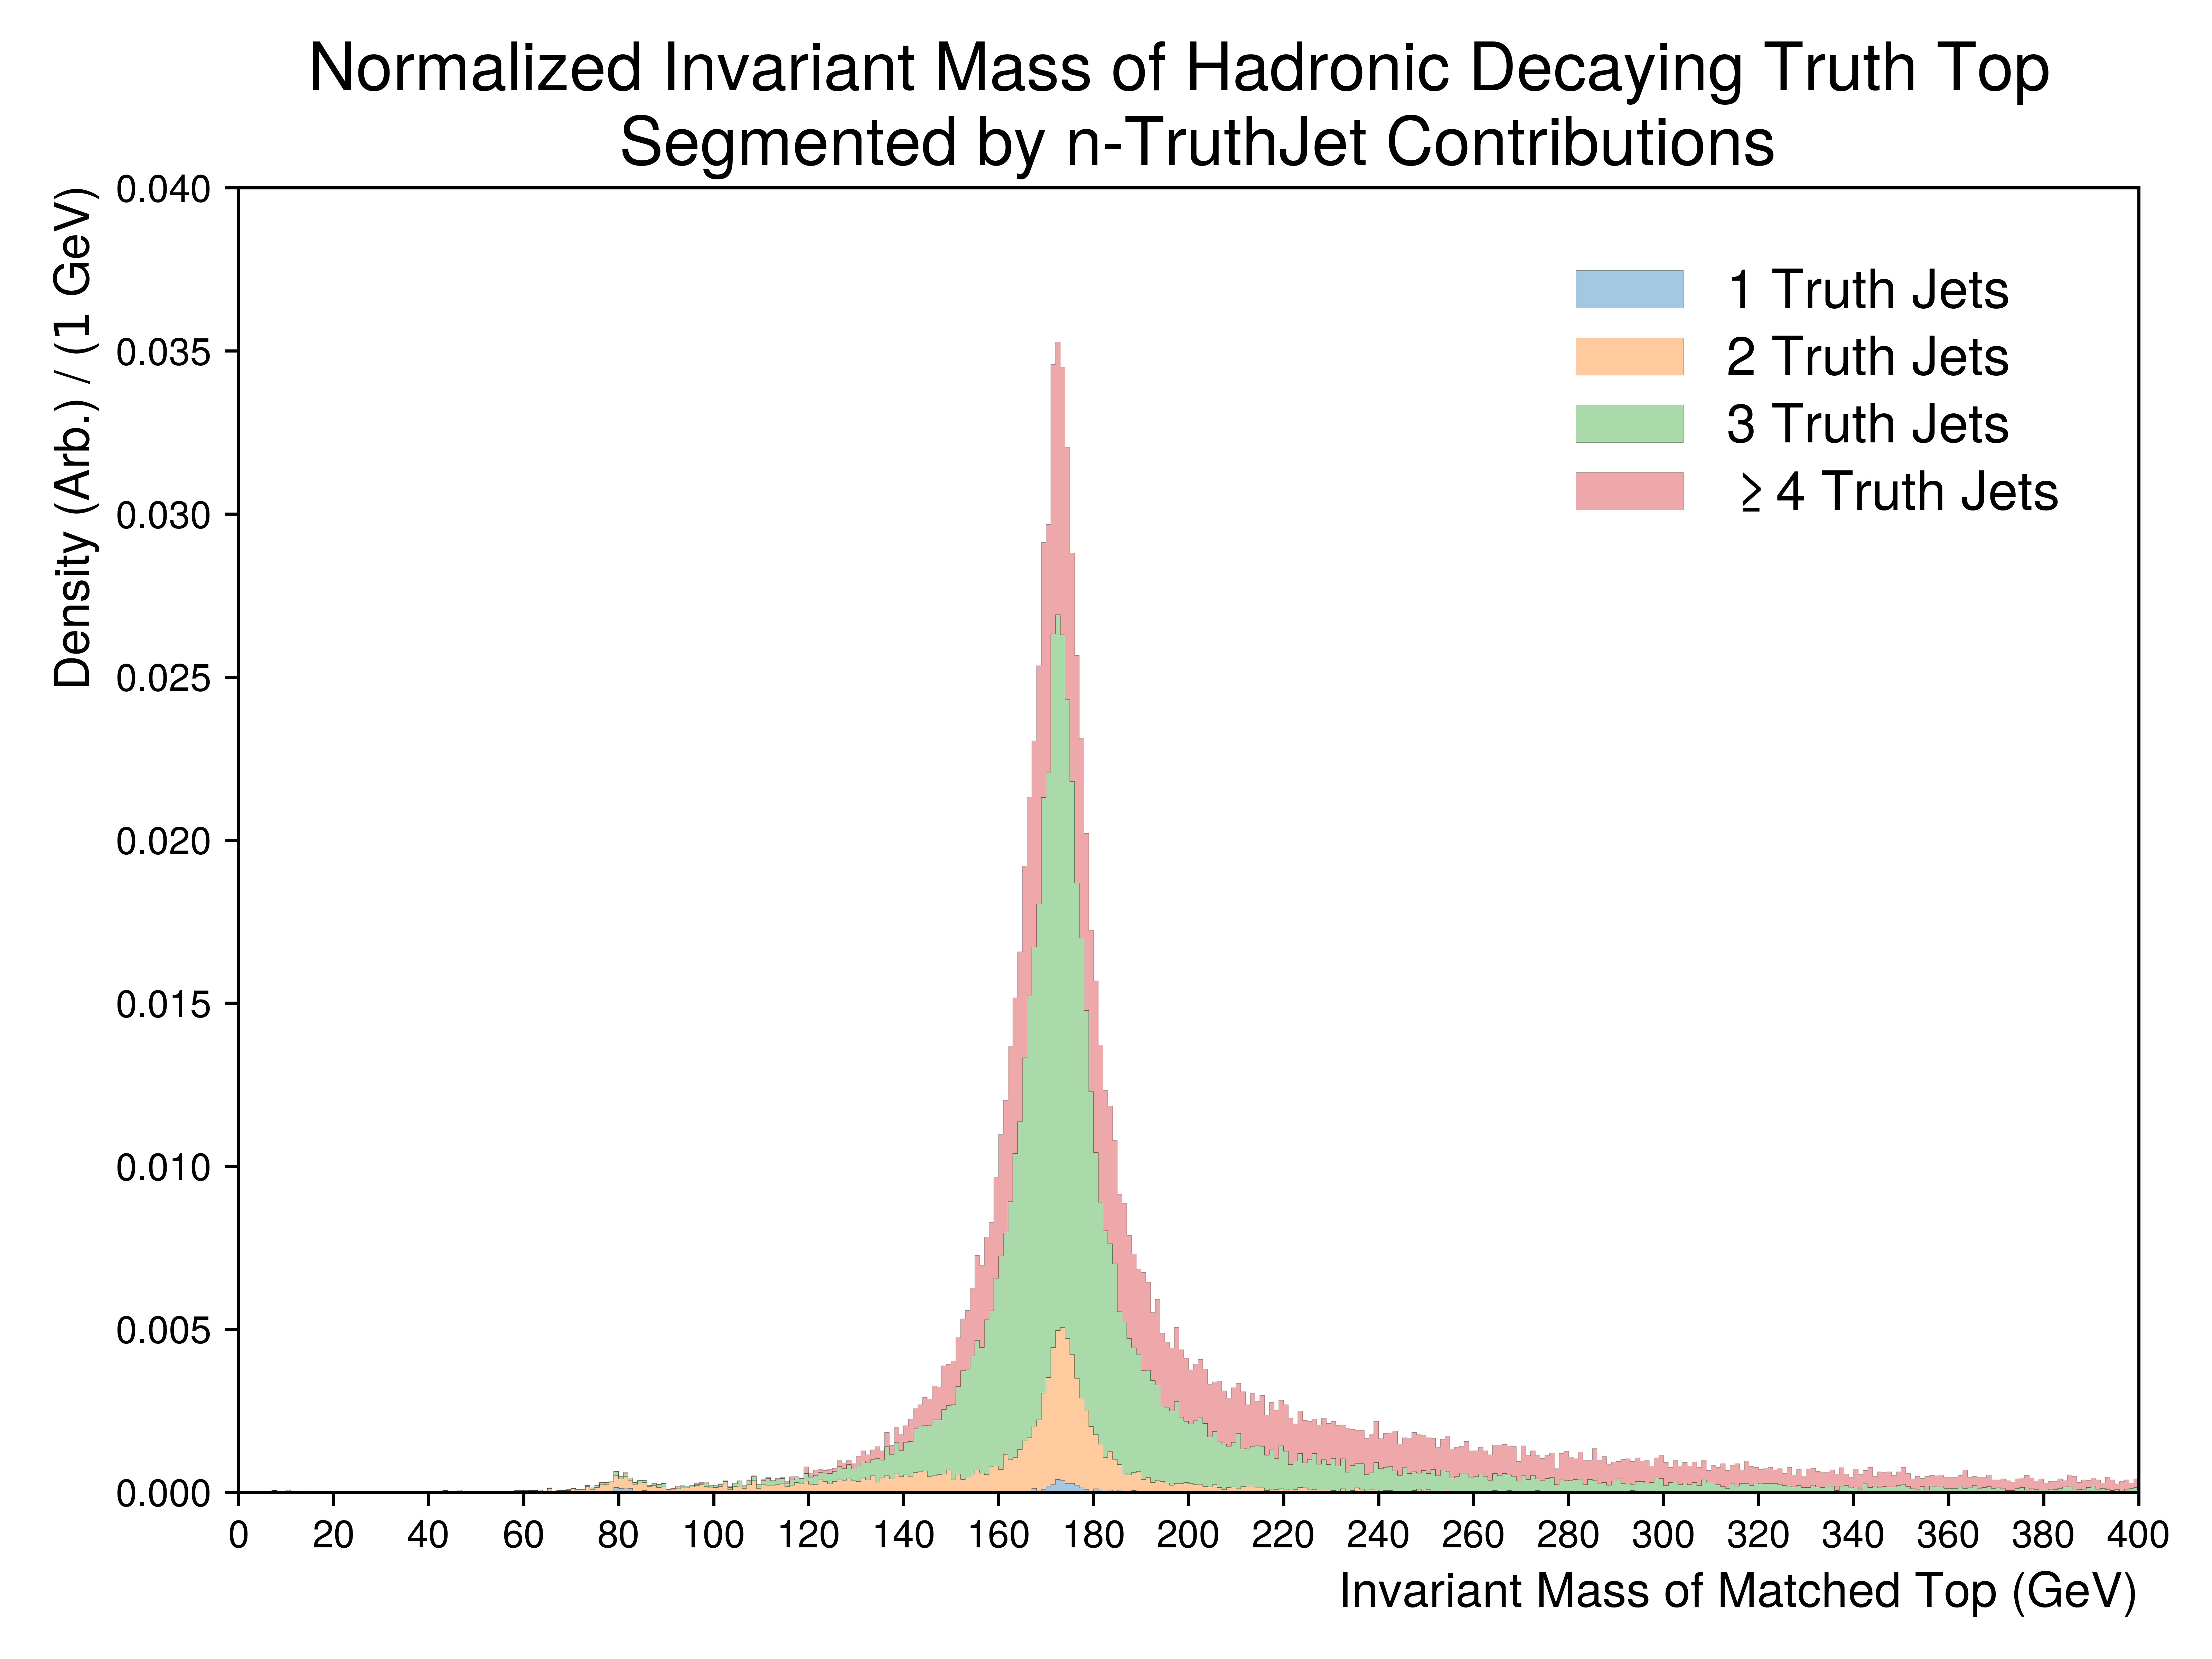 Normalized Invariant Mass of Hadronic Decaying Truth Top
Segmented by n-TruthJet Contributions
Density (Arb.) / (1 GeV)
0.040
0.035
0.030
0.025
0.020
0.015
0.010
0.005
0.000
1 Truth Jets
2 Truth Jets
3 Truth Jets
≥4 Truth Jets
0 20 40 60 80 100 120 140 160 180 200 220 240 260 280 300 320 340 360 380 400
Invariant Mass of Matched Top (GeV)